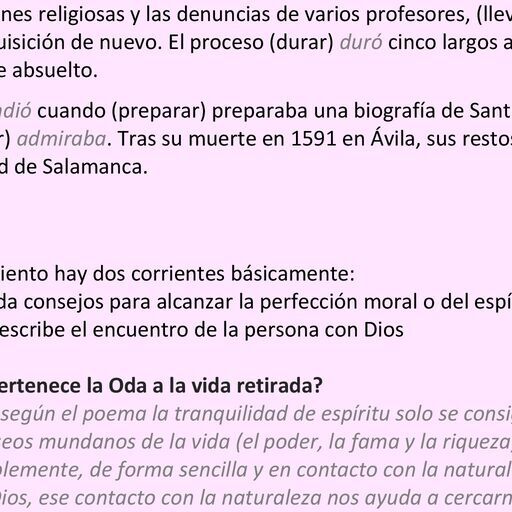 nes religiosas y las denuncias de varios profesores, (llev
uisición de nuevo. El proceso (durar) duró cinco largos a
e absuelto.
ndió cuando (preparar) preparaba una biografía de Sant
r) admiraba. Tras su muerte en 1591 en Ávila, sus restos
d de Salamanca.
iento hay dos corrientes básicamente:
da consejos para alcanzar la perfección moral o del espí
escribe el encuentro de la persona con Dios
ertenece la Oda a la vida retirada?
según el poema la tranquilidad de espíritu solo se consig
seos mundanos de la vida (el poder, la fama y la riqueza
plemente, de forma sencilla y en contacto con la natural
Dios, ese contacto con la naturaleza nos ayuda a cercarn